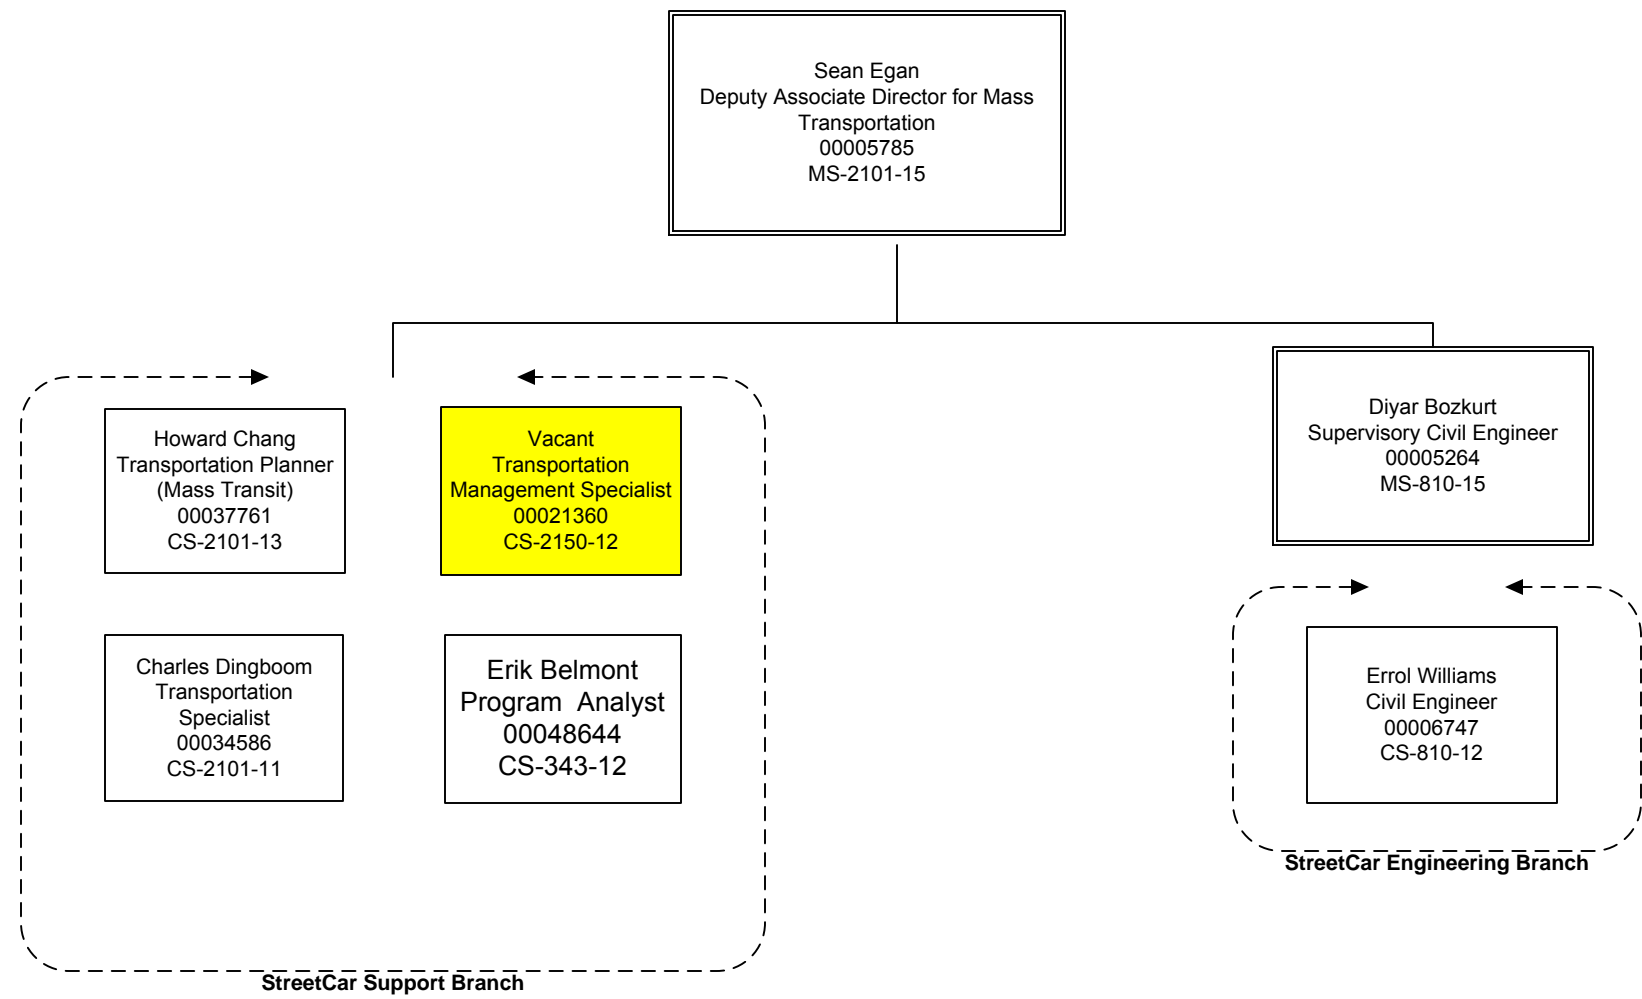 Sean Egan
Deputy Associate Director for Mass
Transportation
00005785
MS-2101-15
Howard Chang
Transportation Planner
(Mass Transit)
00037761
CS-2101-13
Vacant
Transportation
Management Specialist
00021360
CS-2150-12
Diyar Bozkurt
Supervisory Civil Engineer
00005264
MS-810-15
Charles Dingboom
Transportation
Specialist
00034586
CS-2101-11
Erik Belmont
Program  Analyst
00048644
CS-343-12
Errol Williams
Civil Engineer
00006747
CS-810-12
StreetCar Engineering Branch
StreetCar Support Branch